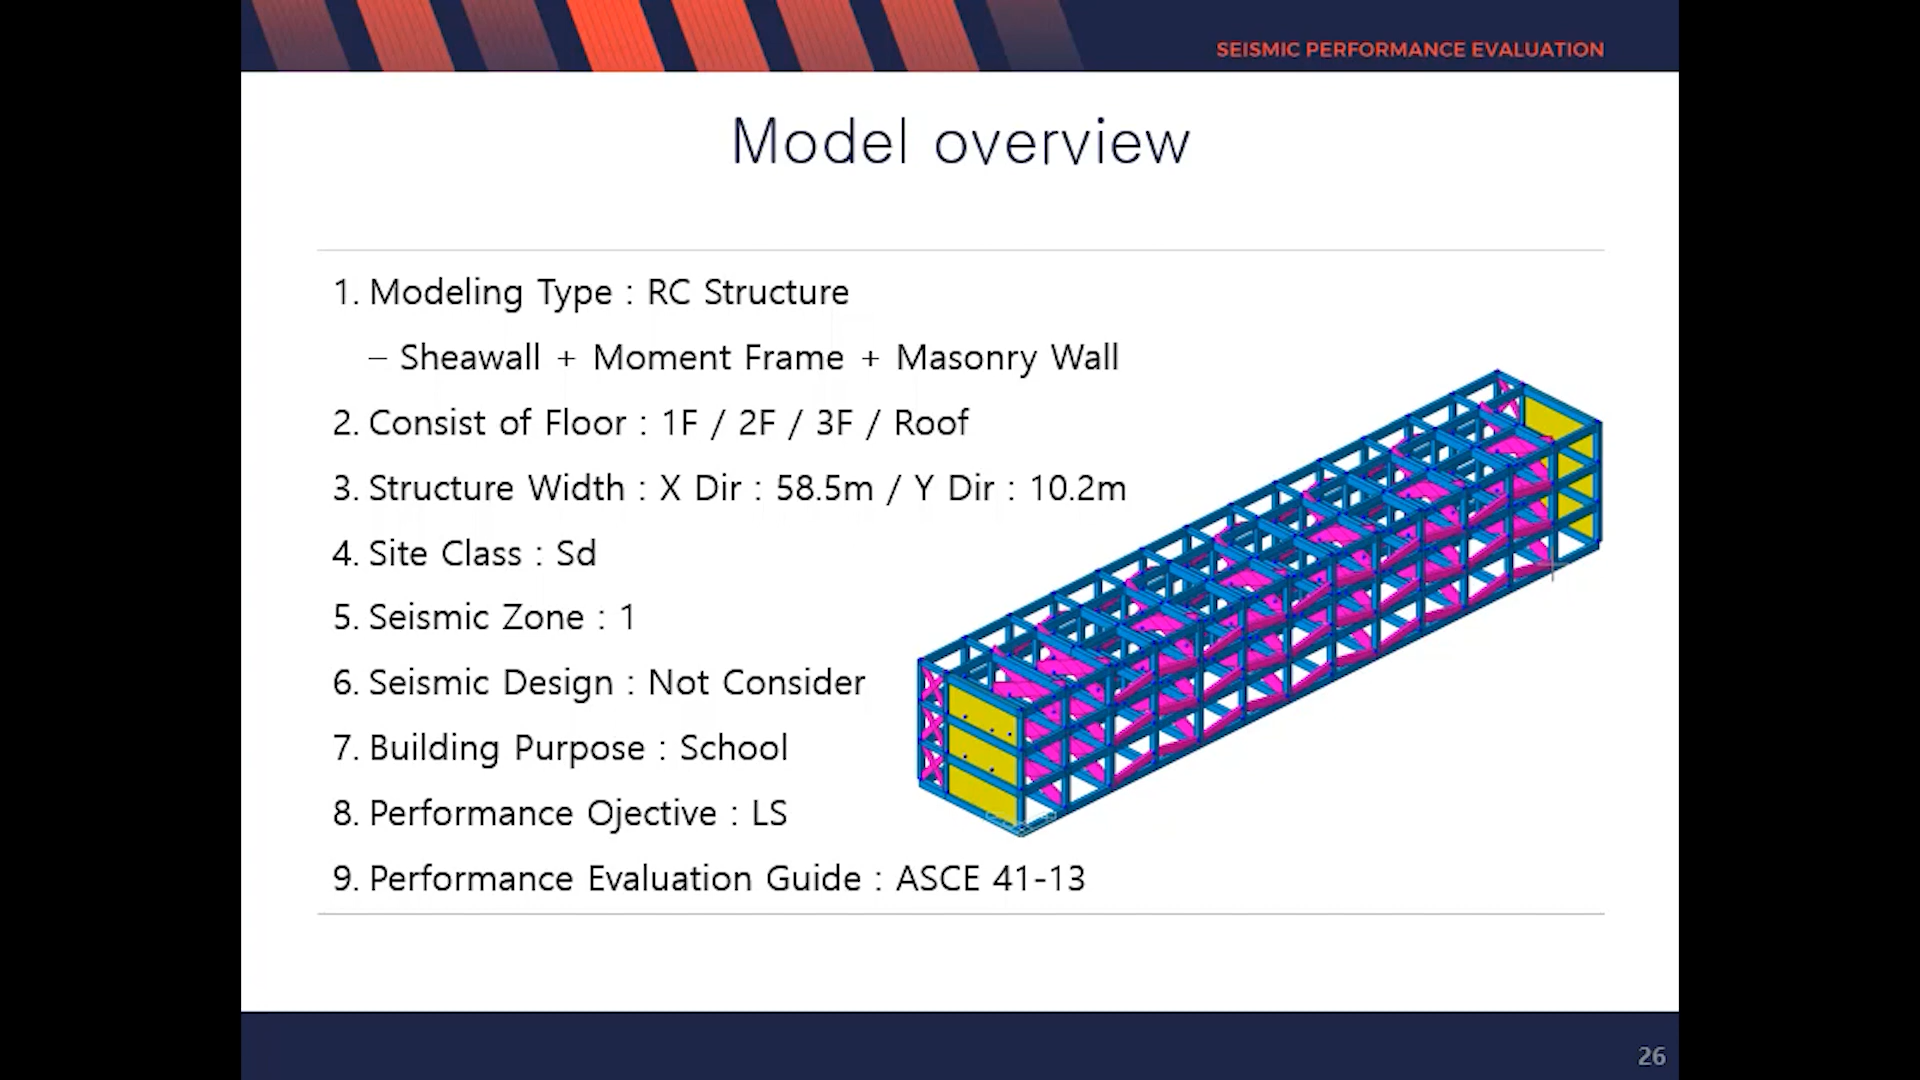 SEISMIC PERFORMANCE EVALUATION
Model overview
1. Modeling Type : RC Structure
– Sheawall + Moment Frame + Masonry Wall
2. Consist of Floor : 1F / 2F / 3F / Roof
3. Structure Width : X Dir : 58.5m / Y Dir : 10.2m
4. Site Class : Sd
5. Seismic Zone : 1
6. Seismic Design : Not Consider
7. Building Purpose : School
8. Performance Ojective : LS
9. Performance Evaluation Guide : ASCE 41-13
26